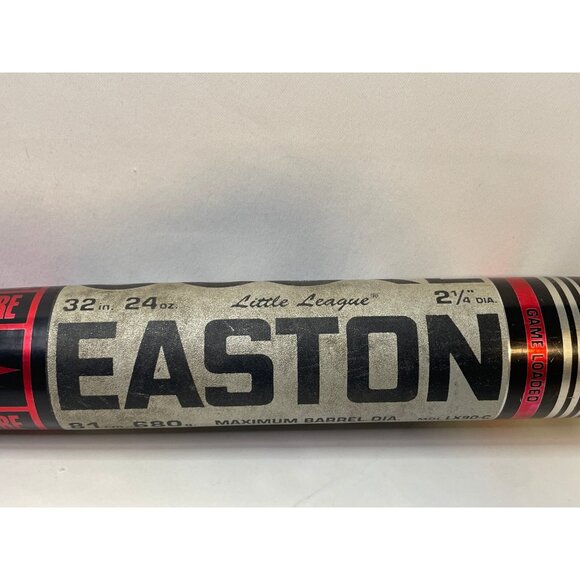 RE
32 in. 24 oz. Little League® 2¼" DIA.
EASTON
81 680 MAXIMUM BARREL DIA. LX90-C
RE
GAME LOADED